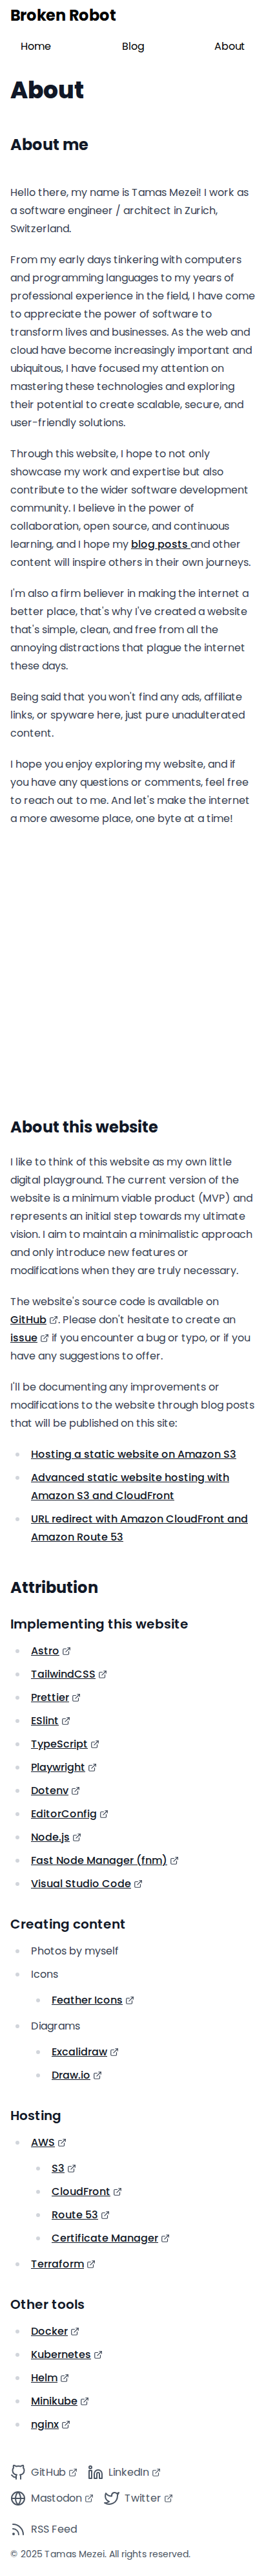 Broken Robot
Home Blog About
About
About me
Hello there, my name is Tamas Mezei! I work as
a software engineer / architect in Zurich,
Switzerland.
From my early days tinkering with computers
and programming languages to my years of
professional experience in the field, I have come
to appreciate the power of software to
transform lives and businesses. As the web and
cloud have become increasingly important and
ubiquitous, I have focused my attention on
mastering these technologies and exploring
their potential to create scalable, secure, and
user-friendly solutions.
Through this website, I hope to not only
showcase my work and expertise but also
contribute to the wider software development
community. I believe in the power of
collaboration, open source, and continuous
learning, and I hope my blog posts and other
content will inspire others in their own journeys.
I'm also a firm believer in making the internet a
better place, that's why I've created a website
that's simple, clean, and free from all the
annoying distractions that plague the internet
these days.
Being said that you won't find any ads, affiliate
links, or spyware here, just pure unadulterated
content.
I hope you enjoy exploring my website, and if
you have any questions or comments, feel free
to reach out to me. And let's make the internet
a more awesome place, one byte at a time!
About this website
I like to think of this website as my own little
digital playground. The current version of the
website is a minimum viable product (MVP) and
represents an initial step towards my ultimate
vision. I aim to maintain a minimalistic approach
and only introduce new features or
modifications when they are truly necessary.
The website's source code is available on
GitHub. Please don't hesitate to create an
issue if you encounter a bug or typo, or if you
have any suggestions to offer.
I'll be documenting any improvements or
modifications to the website through blog posts
that will be published on this site:
Hosting a static website on Amazon S3
Advanced static website hosting with
Amazon S3 and CloudFront
URL redirect with Amazon CloudFront and
Amazon Route 53
Attribution
Implementing this website
Astro
TailwindCSS
Prettier
ESlint
TypeScript
Playwright
Dotenv
EditorConfig
Node.js
Fast Node Manager (fnm)
Visual Studio Code
Creating content
Photos by myself
Icons
Feather Icons
Diagrams
Excalidraw
Draw.io
Hosting
AWS
S3
CloudFront
Route 53
Certificate Manager
Terraform
Other tools
Docker
Kubernetes
Helm
Minikube
nginx
GitHub LinkedIn
Mastodon Twitter
RSS Feed
© 2025 Tamas Mezei. All rights reserved.